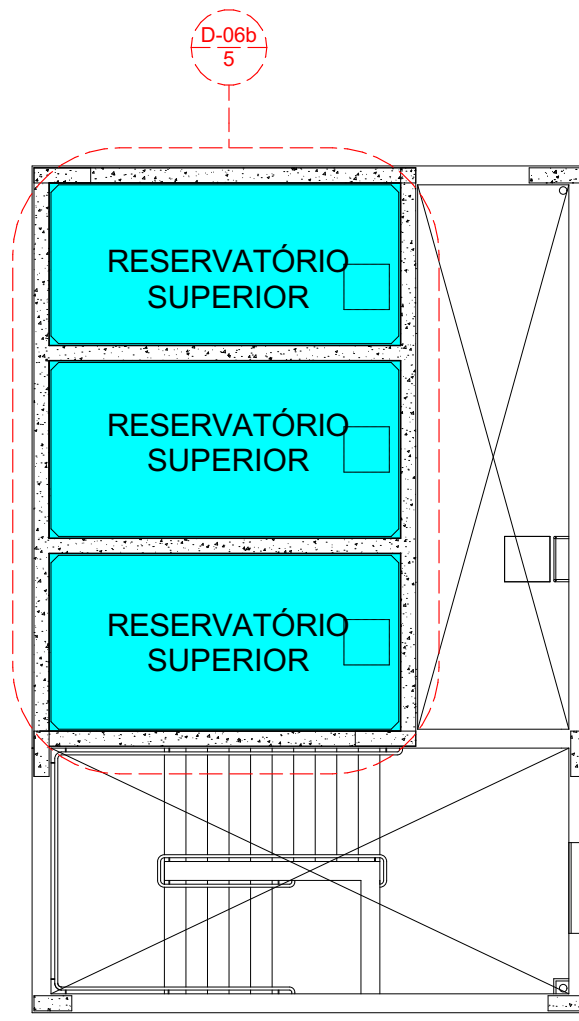 D-06b
5
RESERVATÓRIO
SUPERIOR
RESERVATÓRIO
SUPERIOR
RESERVATÓRIO
SUPERIOR